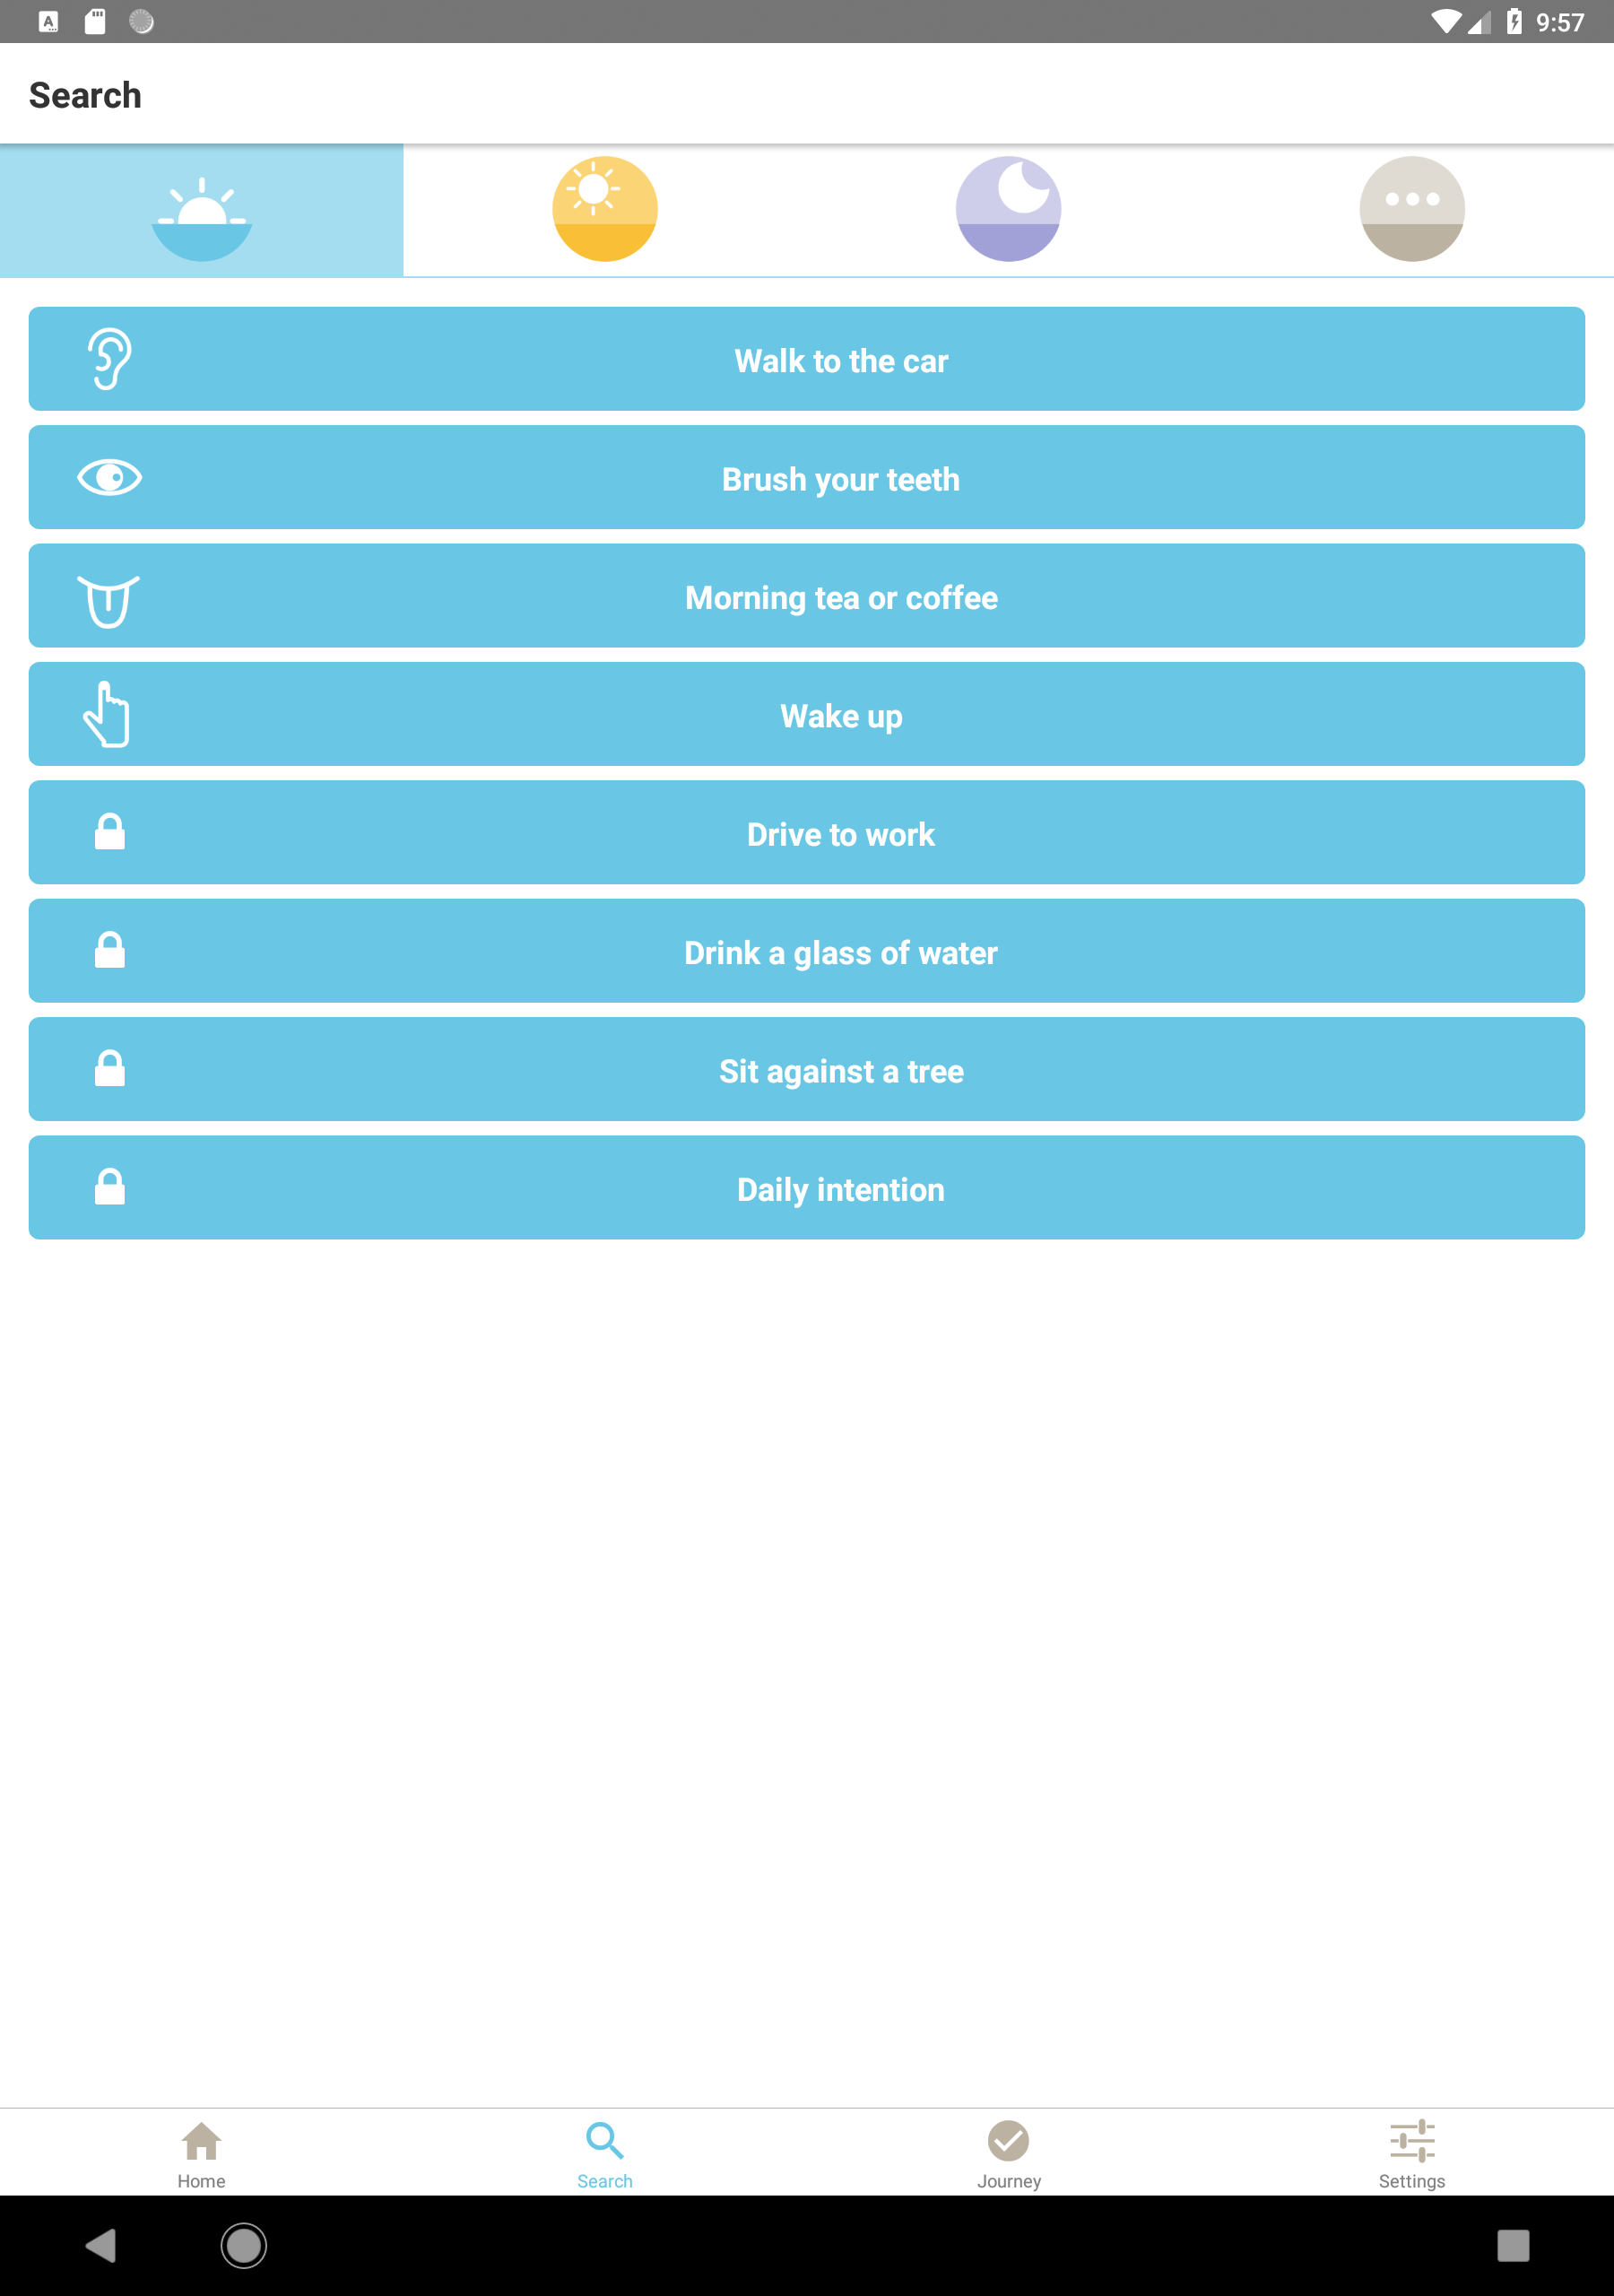 9:57
Search
Walk to the car
Brush your teeth
Morning tea or coffee
Wake up
Drive to work
Drink a glass of water
Sit against a tree
Daily intention
Home
Search
Journey
Settings